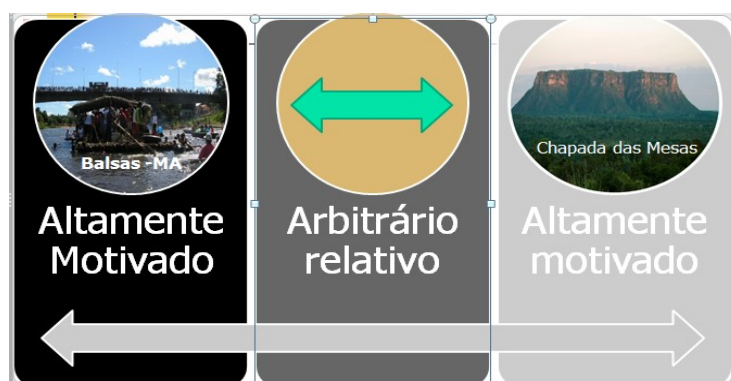 Balsas -MA
Altamente
Motivado
Arbitrário
relativo
Chapada das Mesas
Altamente
motivado